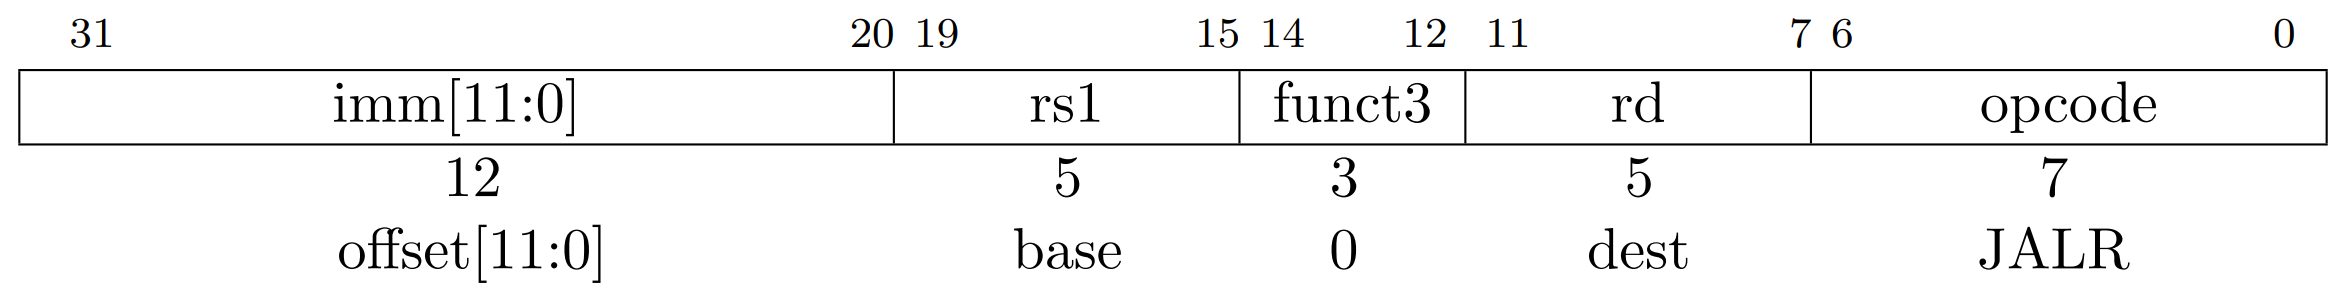 31 20 19 15 14 12 11 7 6 0
imm[11:0] rs1 funct3 rd opcode
12 5 3 5 7
offset[11:0] base 0 dest JALR